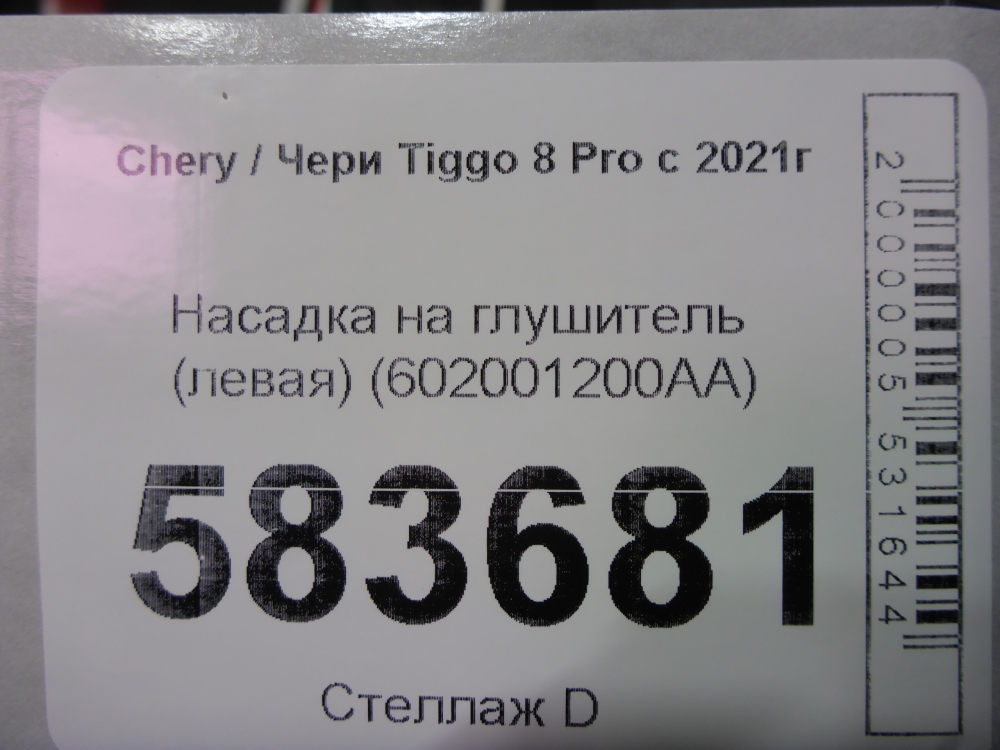 Chery / Чери Tiggo 8 Pro с 2021г
Насадка на глушитель
(левая) (602001200AA)
583681
Стеллаж D
2000005531644